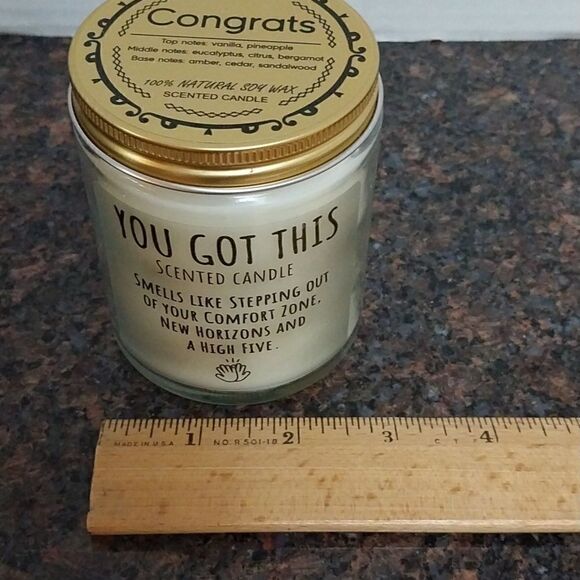 Congrats
Top notes: vanilla, pineapple
Middle notes: eucalyptus, citrus, bergamot
Base notes: amber, cedar, sandalwood
100% NATURAL SOY WAX
SCENTED CANDLE
YOU GOT THIS
SCENTED CANDLE
SMELLS LIKE STEPPING OUT
OF YOUR COMFORT ZONE,
NEW HORIZONS AND
A HIGH FIVE.
1 2 3 4
MADE IN U.S.A. NO. R 501-18 C. T. F.